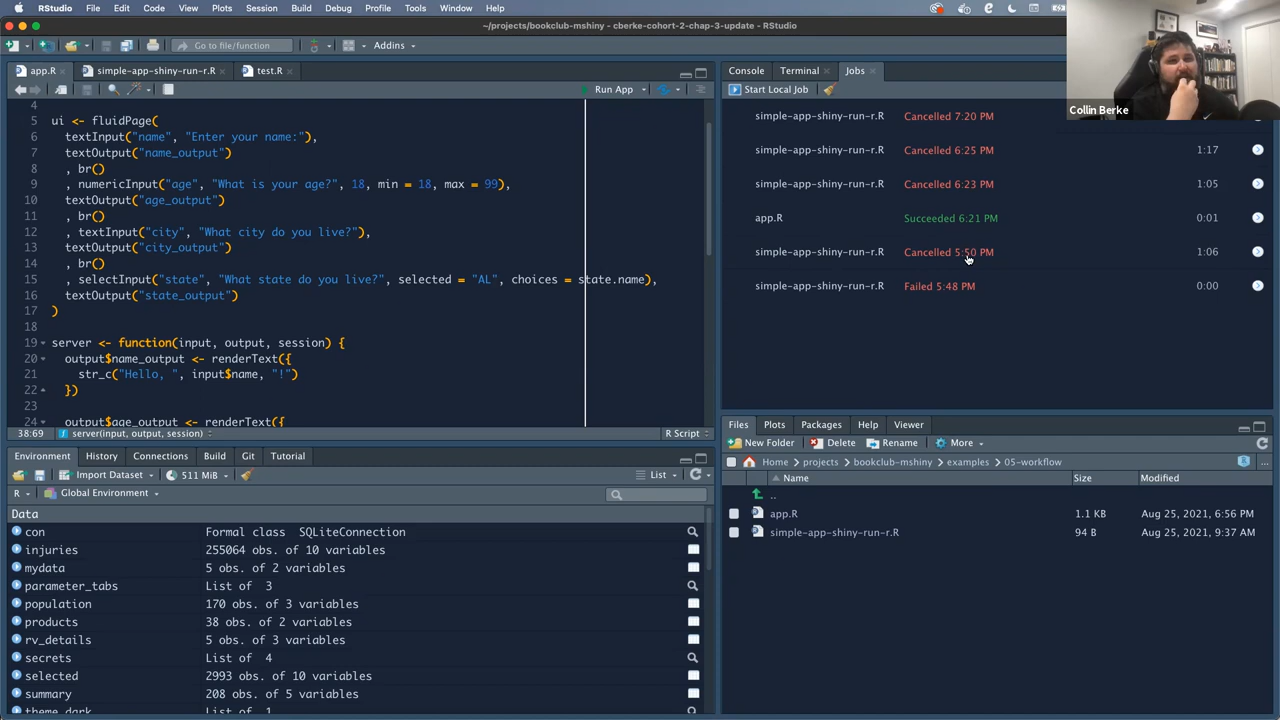 RStudio File Edit Code View Plots Session Build Debug Profile Tools Window Help
~/projects/bookclub-mshiny - cberke-cohort-2-chap-3-update - RStudio
Go to file/function Addins
app.R simple-app-shiny-run-r.R test.R
Run App
4
5 ui <- fluidPage(
6 textInput("name", "Enter your name:"),
7 textOutput("name_output")
8 , br()
9 , numericInput("age", "What is your age?", 18, min = 18, max = 99),
10 textOutput("age_output")
11 , br()
12 , textInput("city", "What city do you live?"),
13 textOutput("city_output")
14 , br()
15 , selectInput("state", "What state do you live?", selected = "AL", choices = state.name),
16 textOutput("state_output")
17 )
18
19 server <- function(input, output, session) {
20 output$name_output <- renderText({
21 str_c("Hello, ", input$name, "!")
22 })
23
24 output$age_output <- renderText({
38:69 server(input, output, session) R Script
Environment History Connections Build Git Tutorial
Import Dataset 511 MiB List
R Global Environment
Data
con Formal class SQLiteConnection
injuries 255064 obs. of 10 variables
mydata 5 obs. of 2 variables
parameter_tabs List of 3
population 170 obs. of 3 variables
products 38 obs. of 2 variables
rv_details 5 obs. of 3 variables
secrets List of 4
selected 2993 obs. of 10 variables
summary 208 obs. of 5 variables
theme_dark List of 1
Console Terminal Jobs
Start Local Job
simple-app-shiny-run-r.R Cancelled 7:20 PM
simple-app-shiny-run-r.R Cancelled 6:25 PM 1:17
simple-app-shiny-run-r.R Cancelled 6:23 PM 1:05
app.R Succeeded 6:21 PM 0:01
simple-app-shiny-run-r.R Cancelled 5:50 PM 1:06
simple-app-shiny-run-r.R Failed 5:48 PM 0:00
Collin Berke
Files Plots Packages Help Viewer
New Folder Delete Rename More
Home projects bookclub-mshiny examples 05-workflow ...
Name Size Modified
..
app.R 1.1 KB Aug 25, 2021, 6:56 PM
simple-app-shiny-run-r.R 94 B Aug 25, 2021, 9:37 AM